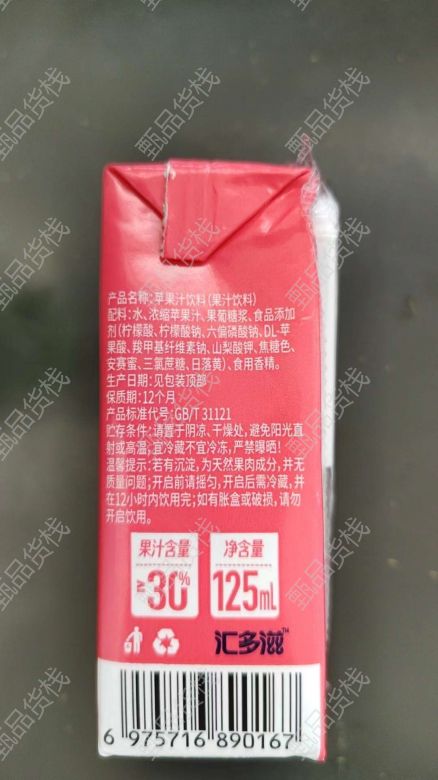 产品名称:苹果汁饮料(果汁饮料)
配料:水、浓缩苹果汁、果葡糖浆、食品添加
剂(柠檬酸、柠檬酸钠、六偏磷酸钠、DL-苹
果酸、羧甲基纤维素钠、山梨酸钾、焦糖色、
安赛蜜、三氯蔗糖、日落黄)、食用香精。
生产日期:见包装顶部
保质期:12个月
产品标准代号:GB/T 31121
贮存条件:请置于阴凉、干燥处,避免阳光直
射或高温;宜冷藏不宜冷冻,严禁曝晒!
温馨提示:若有沉淀,为天然果肉成分,并无
质量问题;开启前请摇匀,开启后需冷藏,并
在12小时内饮用完;如有胀盒或破损,请勿
开启饮用。
果汁含量 净含量
≥30% 125mL
汇多滋™
6 975716 890167
甄品货栈